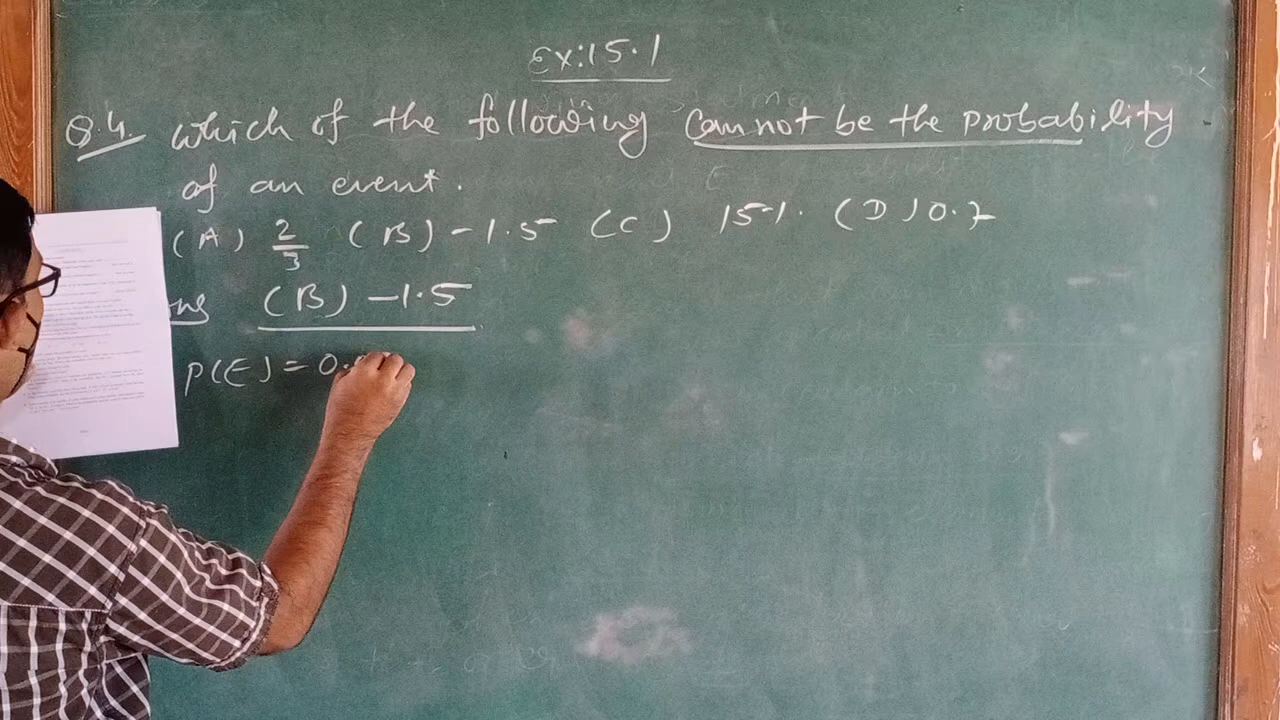 Ex:15.1
Q.4. which of the following cannot be the probability
of an event.
(A) 2/3 (B) -1.5 (C) 15% (D) 0.7
ans (B) -1.5
P(E) = 0.